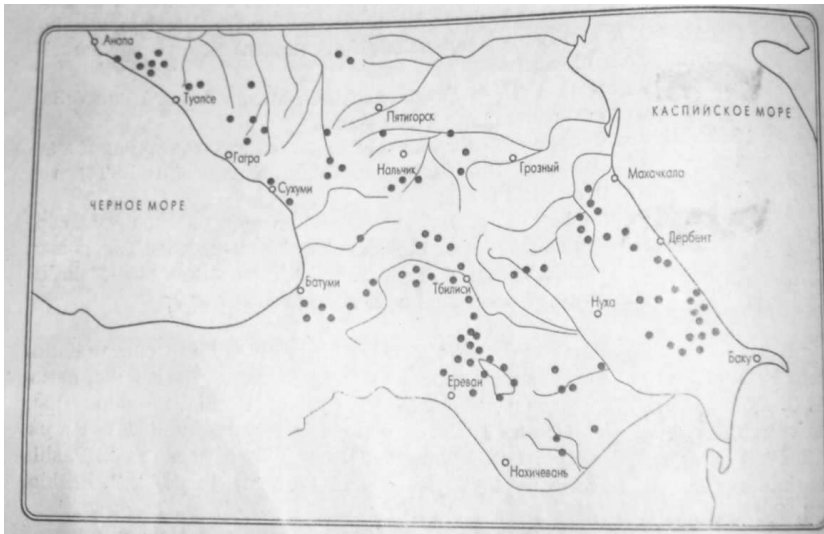 Анапа
Туапсе
Пятигорск
КАСПИЙСКОЕ МОРЕ
Гагра
Нальчик
Грозный
Махачкала
Сухуми
ЧЕРНОЕ МОРЕ
Дербент
Батуми
Тбилиси
Нуха
Баку
Ереван
Нахичевань